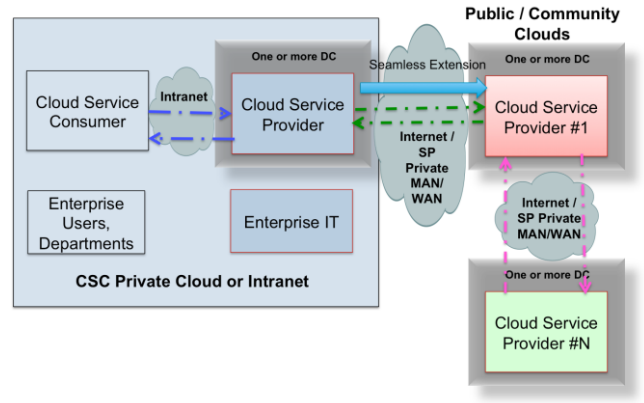 Public / Community
Clouds
One or more DC
Seamless Extension
One or more DC
Cloud Service
Consumer
Intranet
Cloud Service
Provider
Cloud Service
Provider #1
Internet /
SP
Private
MAN/
WAN
Enterprise
Users,
Departments
Enterprise IT
Internet /
SP Private
MAN/WAN
CSC Private Cloud or Intranet
One or more DC
Cloud Service
Provider #N